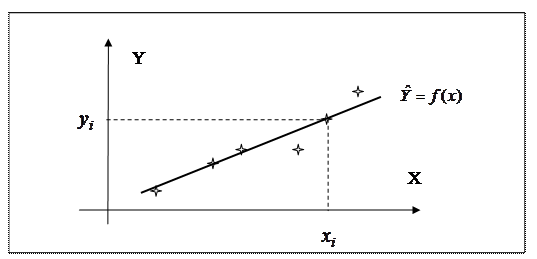 Y
Ŷ = f(x)
yᵢ
X
xᵢ